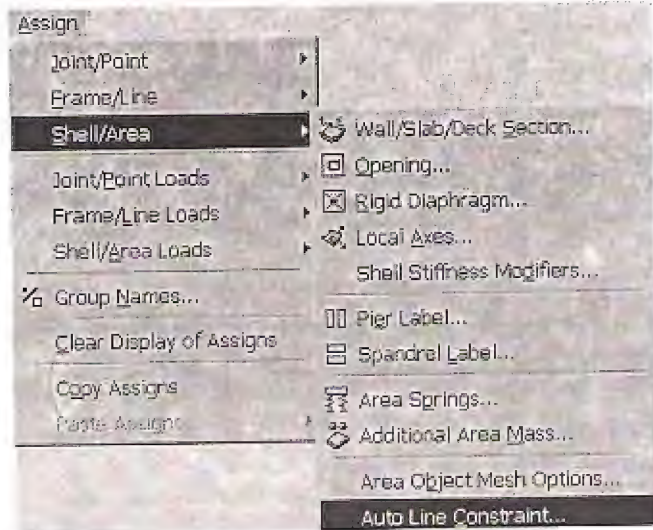 Assign
Joint/Point
Frame/Line
Shell/Area
Joint/Point Loads
Frame/Line Loads
Shell/Area Loads
Group Names...
Clear Display of Assigns
Copy Assigns
Paste Assigns
Wall/Slab/Deck Section...
Opening...
Rigid Diaphragm...
Local Axes...
Shell Stiffness Modifiers...
Pier Label...
Spandrel Label...
Area Springs...
Additional Area Mass...
Area Object Mesh Options...
Auto Line Constraint...